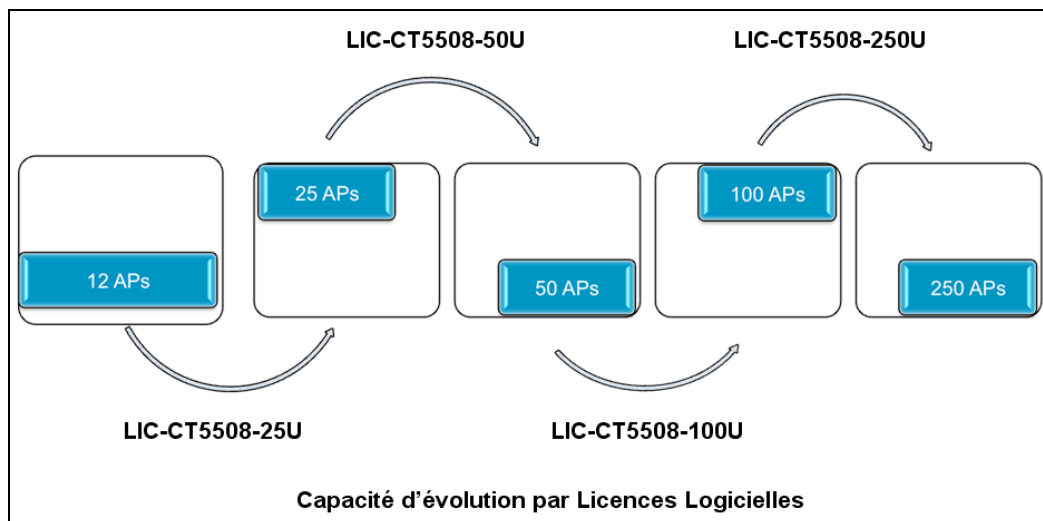 LIC-CT5508-50U
LIC-CT5508-250U
25 APs
100 APs
12 APs
50 APs
250 APs
LIC-CT5508-25U
LIC-CT5508-100U
Capacité d’évolution par Licences Logicielles